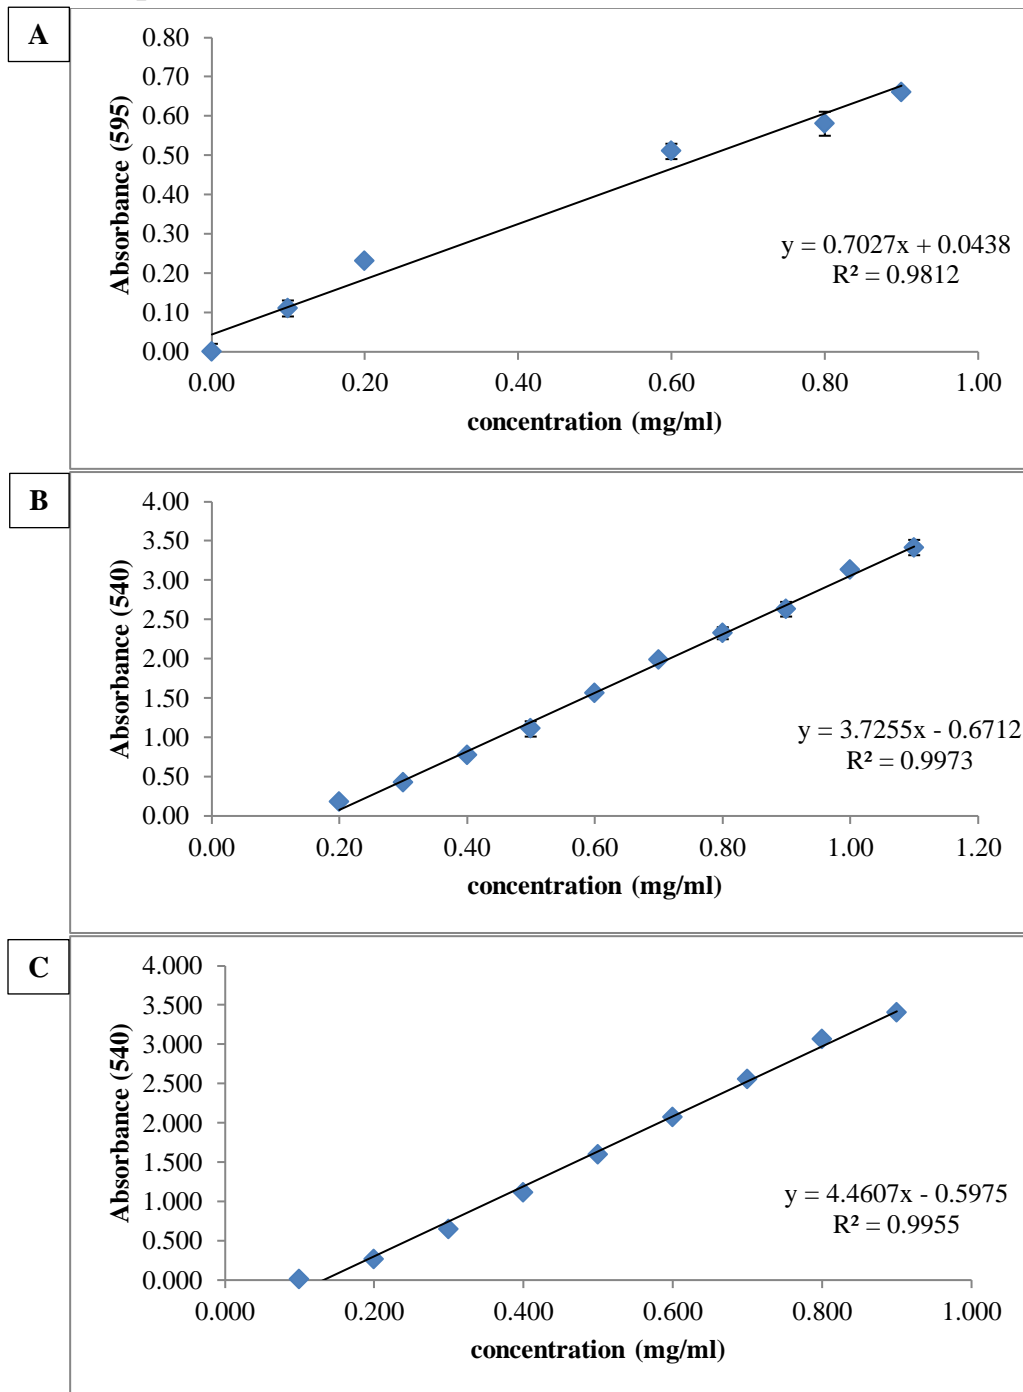 A
0.80
0.70
0.60
0.50
0.40
0.30
0.20
0.10
0.00
Absorbance (595)
y = 0.7027x + 0.0438
R² = 0.9812
0.00 0.20 0.40 0.60 0.80 1.00
concentration (mg/ml)
B
4.00
3.50
3.00
2.50
2.00
1.50
1.00
0.50
0.00
Absorbance (540)
y = 3.7255x - 0.6712
R² = 0.9973
0.00 0.20 0.40 0.60 0.80 1.00 1.20
concentration (mg/ml)
C
4.000
3.500
3.000
2.500
2.000
1.500
1.000
0.500
0.000
Absorbance (540)
y = 4.4607x - 0.5975
R² = 0.9955
0.000 0.200 0.400 0.600 0.800 1.000
concentration (mg/ml)